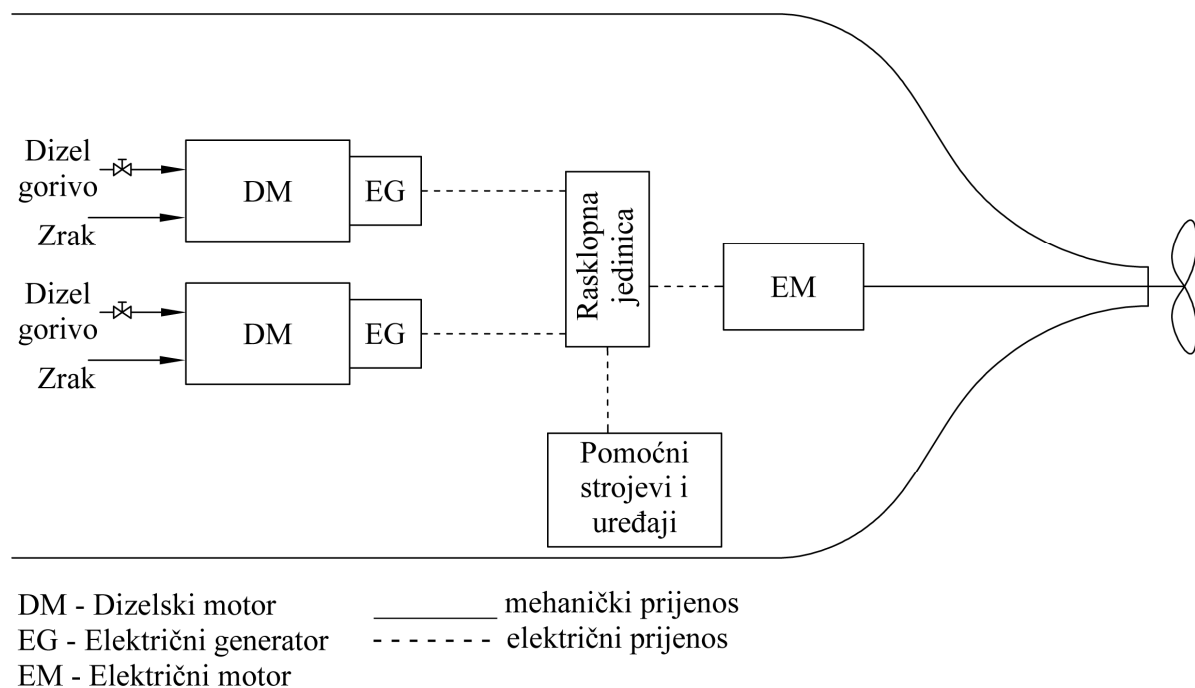 Dizel
gorivo
Zrak
DM
EG
Dizel
gorivo
Zrak
DM
EG
Rasklopna
jedinica
EM
Pomoćni
strojevi i
uređaji
DM - Dizelski motor
EG - Električni generator
EM - Električni motor
mehanički prijenos
električni prijenos